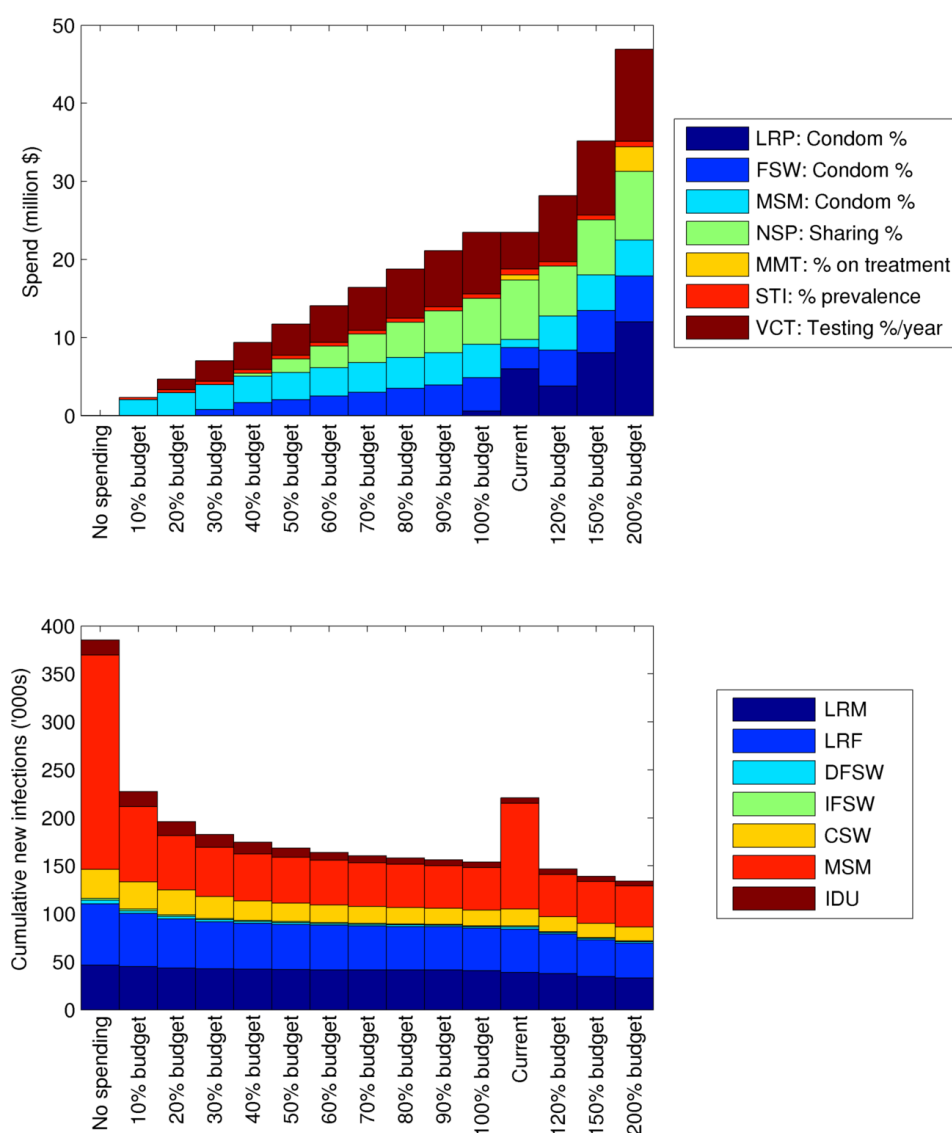 50
40
30
20
10
0
Spend (million $)
No spending
10% budget
20% budget
30% budget
40% budget
50% budget
60% budget
70% budget
80% budget
90% budget
100% budget
Current
120% budget
150% budget
200% budget
LRP: Condom %
FSW: Condom %
MSM: Condom %
NSP: Sharing %
MMT: % on treatment
STI: % prevalence
VCT: Testing %/year
400
350
300
250
200
150
100
50
0
Cumulative new infections ('000s)
No spending
10% budget
20% budget
30% budget
40% budget
50% budget
60% budget
70% budget
80% budget
90% budget
100% budget
Current
120% budget
150% budget
200% budget
LRM
LRF
DFSW
IFSW
CSW
MSM
IDU